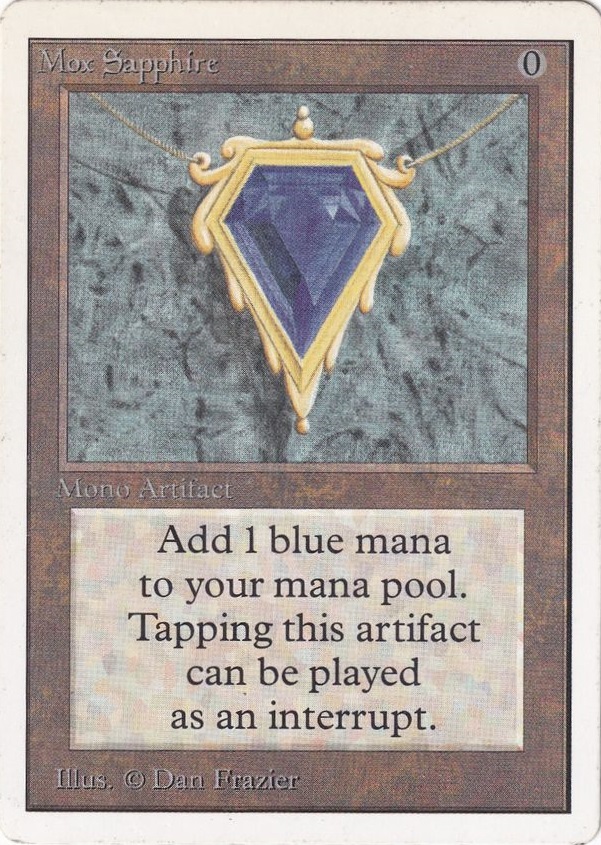 Mox Sapphire 0
Mono Artifact
Add 1 blue mana
to your mana pool.
Tapping this artifact
can be played
as an interrupt.
Illus. © Dan Frazier